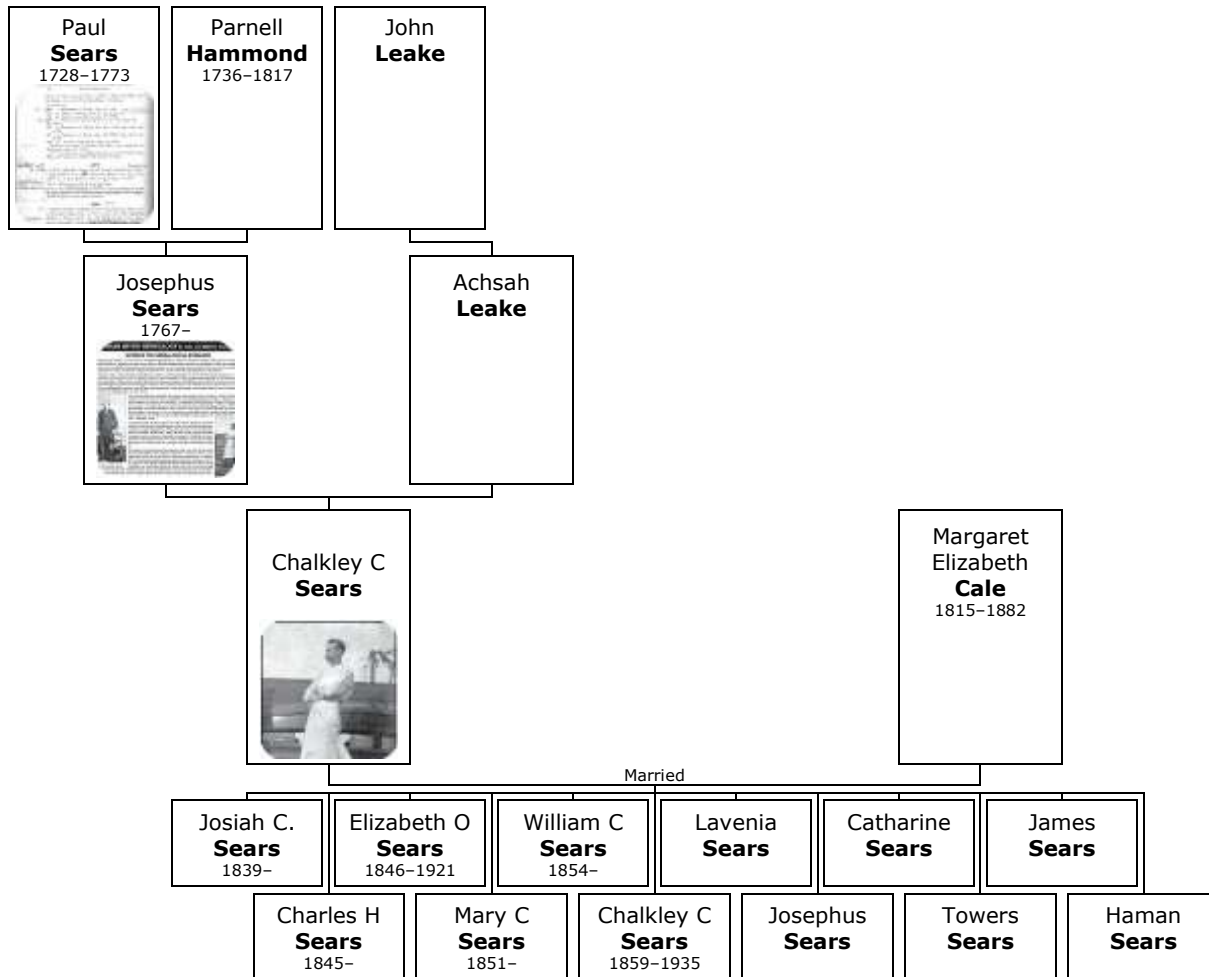 Paul
Sears
1728–1773
Parnell
Hammond
1736–1817
John
Leake
Josephus
Sears
1767–
Achsah
Leake
Chalkley C
Sears
Margaret
Elizabeth
Cale
1815–1882
Married
Josiah C.
Sears
1839–
Elizabeth O
Sears
1846–1921
William C
Sears
1854–
Lavenia
Sears
Catharine
Sears
James
Sears
Charles H
Sears
1845–
Mary C
Sears
1851–
Chalkley C
Sears
1859–1935
Josephus
Sears
Towers
Sears
Haman
Sears